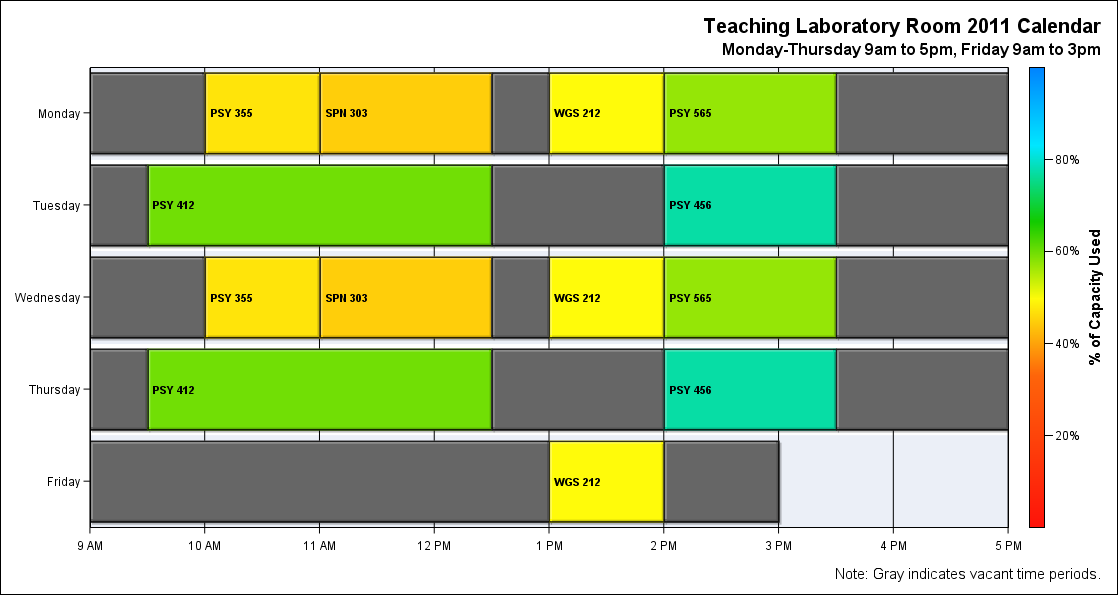 Teaching Laboratory Room 2011 Calendar
Monday-Thursday 9am to 5pm, Friday 9am to 3pm
Monday PSY 355 SPN 303 WGS 212 PSY 565
Tuesday PSY 412 PSY 456
Wednesday PSY 355 SPN 303 WGS 212 PSY 565
Thursday PSY 412 PSY 456
Friday WGS 212
9 AM 10 AM 11 AM 12 PM 1 PM 2 PM 3 PM 4 PM 5 PM
80%
60%
40%
20%
% of Capacity Used
Note: Gray indicates vacant time periods.